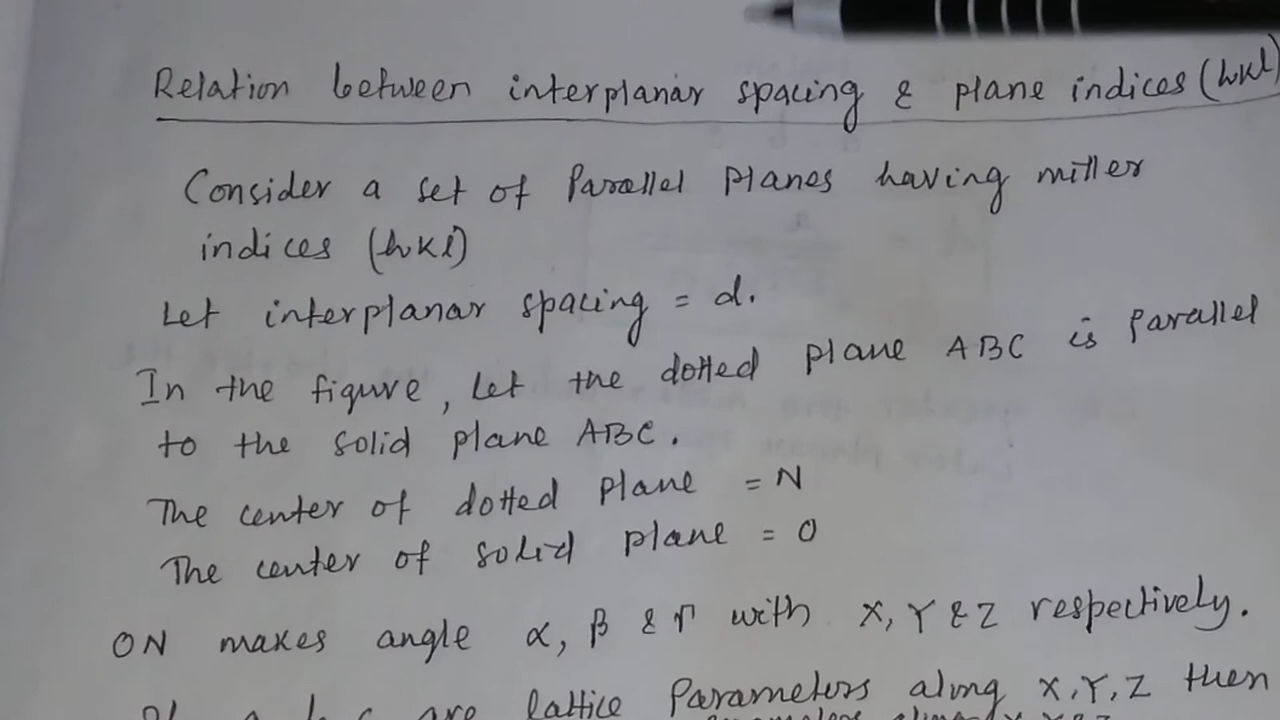 Relation between interplanar spacing & plane indices (hkl)
Consider a set of Parallel Planes having miller
indices (hkl)
Let interplanar spacing = d.
In the figure, Let the dotted plane ABC is parallel
to the solid plane ABC.
The center of dotted plane = N
The center of solid plane = O
ON makes angle α, β & γ with X, Y & Z respectively.
a, b, c are lattice Parameters along X, Y, Z then